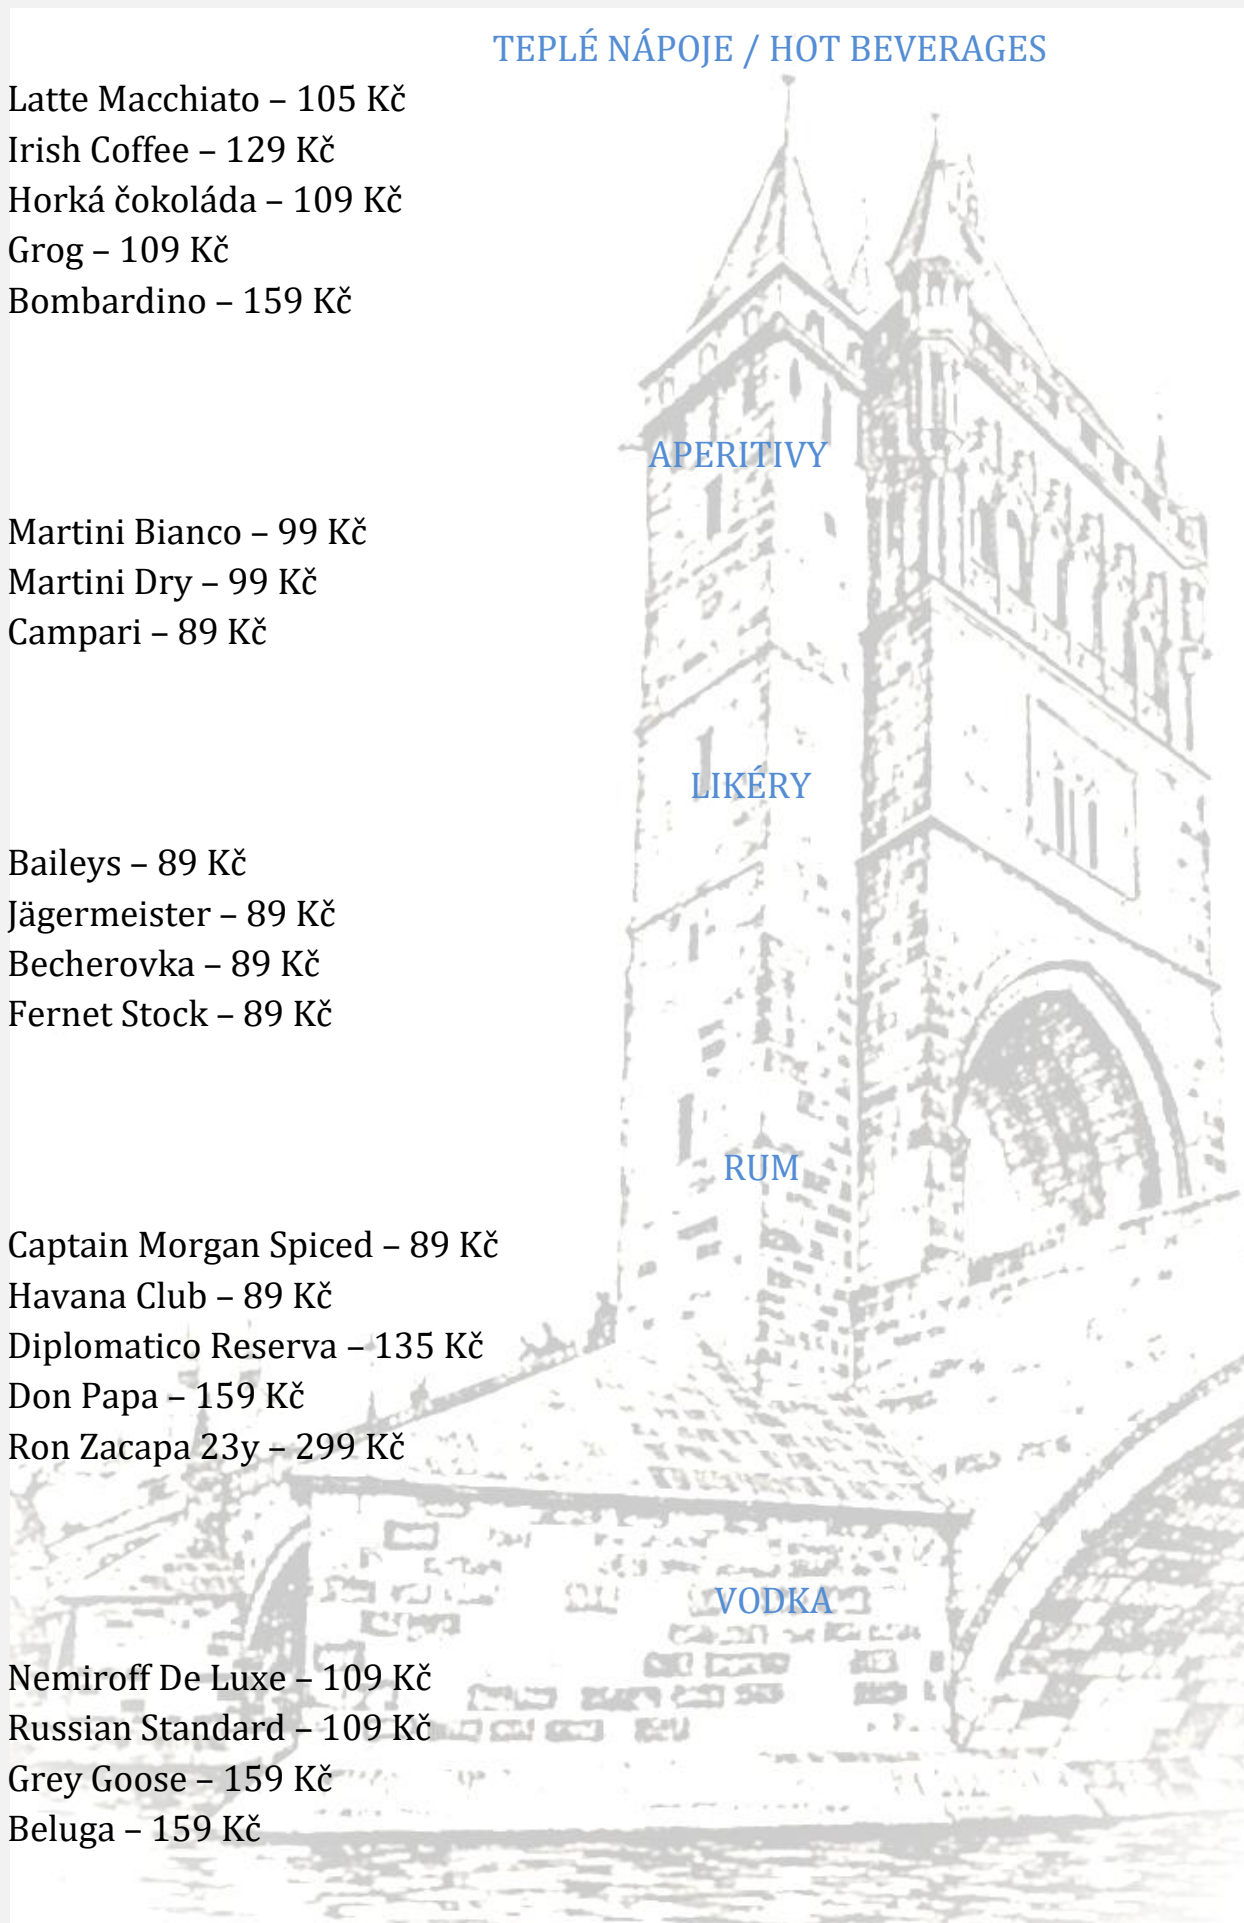 TEPLÉ NÁPOJE / HOT BEVERAGES
Latte Macchiato – 105 Kč
Irish Coffee – 129 Kč
Horká čokoláda – 109 Kč
Grog – 109 Kč
Bombardino – 159 Kč
APERITIVY
Martini Bianco – 99 Kč
Martini Dry – 99 Kč
Campari – 89 Kč
LIKÉRY
Baileys – 89 Kč
Jägermeister – 89 Kč
Becherovka – 89 Kč
Fernet Stock – 89 Kč
RUM
Captain Morgan Spiced – 89 Kč
Havana Club – 89 Kč
Diplomatico Reserva – 135 Kč
Don Papa – 159 Kč
Ron Zacapa 23y – 299 Kč
VODKA
Nemiroff De Luxe – 109 Kč
Russian Standard – 109 Kč
Grey Goose – 159 Kč
Beluga – 159 Kč